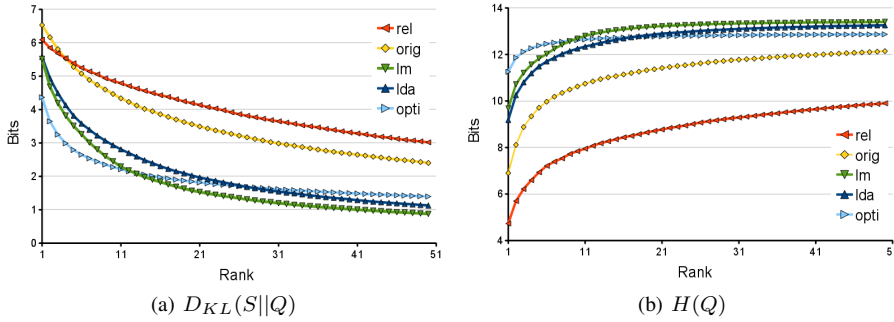 7
6
5
4
3
2
1
0
Bits
1 11 21 31 41 51
Rank
rel
orig
lm
lda
opti
(a) D_{KL}(S||Q)
14
12
10
8
6
4
Bits
1 11 21 31 41 5
Rank
rel
orig
lm
lda
opti
(b) H(Q)